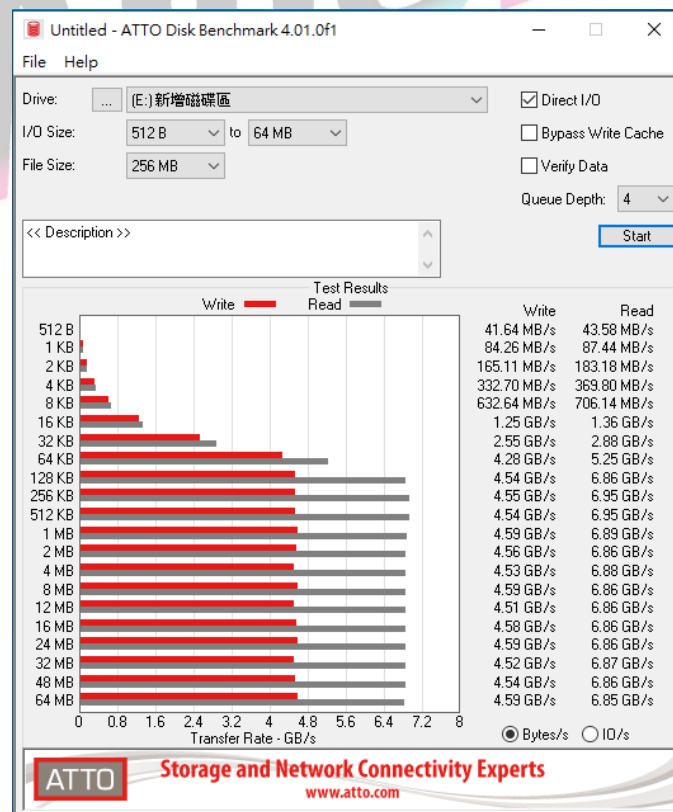 Untitled - ATTO Disk Benchmark 4.01.0f1
File Help
Drive: ... (E:)新增磁碟區
Direct I/O
I/O Size: 512 B to 64 MB
Bypass Write Cache
File Size: 256 MB
Verify Data
Queue Depth: 4
<< Description >>
Start
Test Results
Write Read
Write Read
512 B 41.64 MB/s 43.58 MB/s
1 KB 84.26 MB/s 87.44 MB/s
2 KB 165.11 MB/s 183.18 MB/s
4 KB 332.70 MB/s 369.80 MB/s
8 KB 632.64 MB/s 706.14 MB/s
16 KB 1.25 GB/s 1.36 GB/s
32 KB 2.55 GB/s 2.88 GB/s
64 KB 4.28 GB/s 5.25 GB/s
128 KB 4.54 GB/s 6.86 GB/s
256 KB 4.55 GB/s 6.95 GB/s
512 KB 4.54 GB/s 6.95 GB/s
1 MB 4.59 GB/s 6.89 GB/s
2 MB 4.56 GB/s 6.86 GB/s
4 MB 4.53 GB/s 6.88 GB/s
8 MB 4.59 GB/s 6.86 GB/s
12 MB 4.51 GB/s 6.86 GB/s
16 MB 4.58 GB/s 6.86 GB/s
24 MB 4.59 GB/s 6.86 GB/s
32 MB 4.52 GB/s 6.87 GB/s
48 MB 4.54 GB/s 6.86 GB/s
64 MB 4.59 GB/s 6.85 GB/s
0 0.8 1.6 2.4 3.2 4 4.8 5.6 6.4 7.2 8
Transfer Rate - GB/s
Bytes/s IO/s
ATTO
Storage and Network Connectivity Experts
www.atto.com